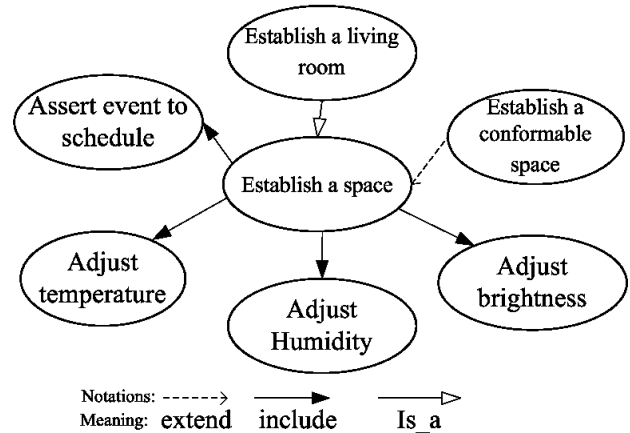 Establish a living
room
Assert event to
schedule
Establish a
conformable
space
Establish a space
Adjust
temperature
Adjust
Humidity
Adjust
brightness
Notations:
Meaning: extend include Is_a